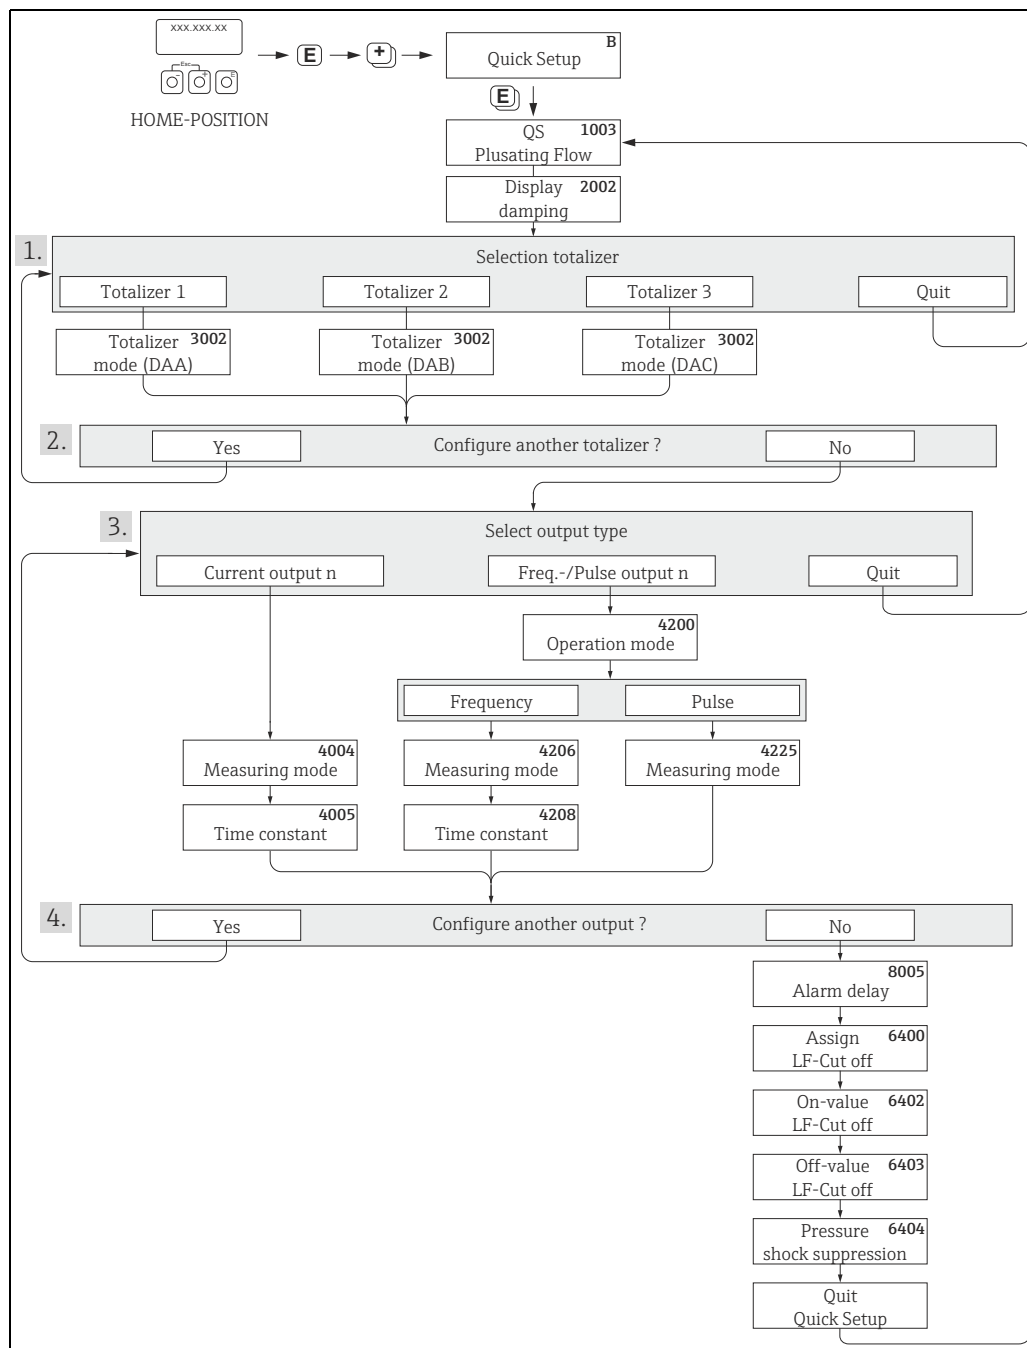 xxx.xxx.xx
Esc
- + E
HOME-POSITION
E
+
B
Quick Setup
E
QS 1003
Plusating Flow
Display 2002
damping
1.
Selection totalizer
Totalizer 1
Totalizer 2
Totalizer 3
Quit
Totalizer 3002
mode (DAA)
Totalizer 3002
mode (DAB)
Totalizer 3002
mode (DAC)
2.
Yes
Configure another totalizer ?
No
3.
Select output type
Current output n
Freq.-/Pulse output n
Quit
4200
Operation mode
Frequency
Pulse
4004
Measuring mode
4206
Measuring mode
4225
Measuring mode
4005
Time constant
4208
Time constant
4.
Yes
Configure another output ?
No
8005
Alarm delay
Assign 6400
LF-Cut off
On-value 6402
LF-Cut off
Off-value 6403
LF-Cut off
Pressure 6404
shock suppression
Quit
Quick Setup